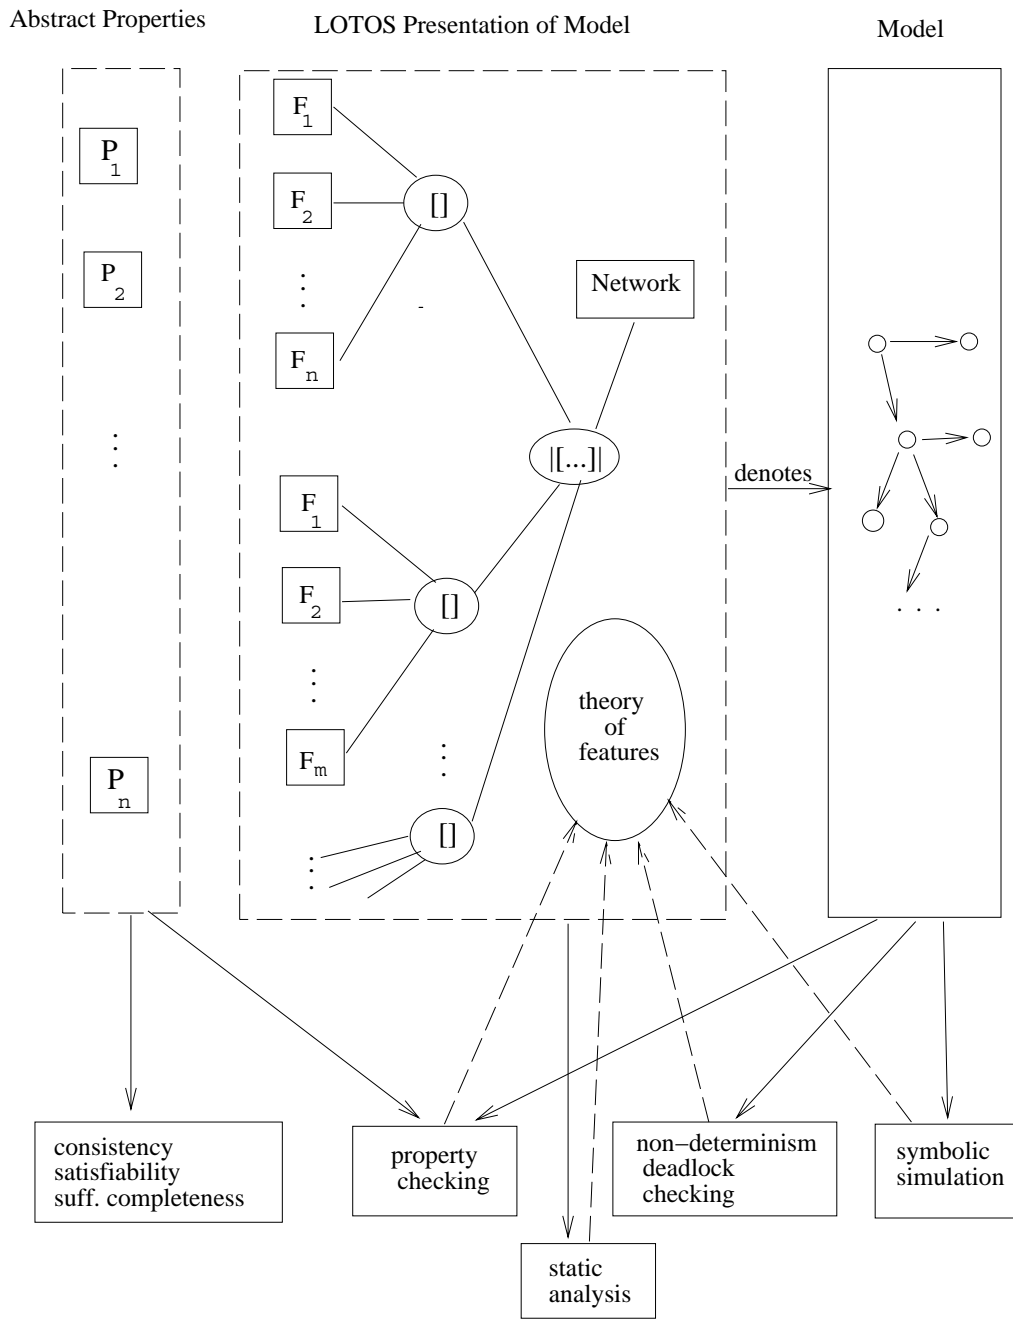 Abstract Properties
LOTOS Presentation of Model
Model
P1
P2
⋮
Pn
F1
F2
⋮
Fn
[]
Network
|[...]|
F1
F2
⋮
Fm
[]
⋮
[]
⋮
theory
of
features
denotes
. . .
consistency
satisfiability
suff. completeness
property
checking
static
analysis
non−determinism
deadlock
checking
symbolic
simulation